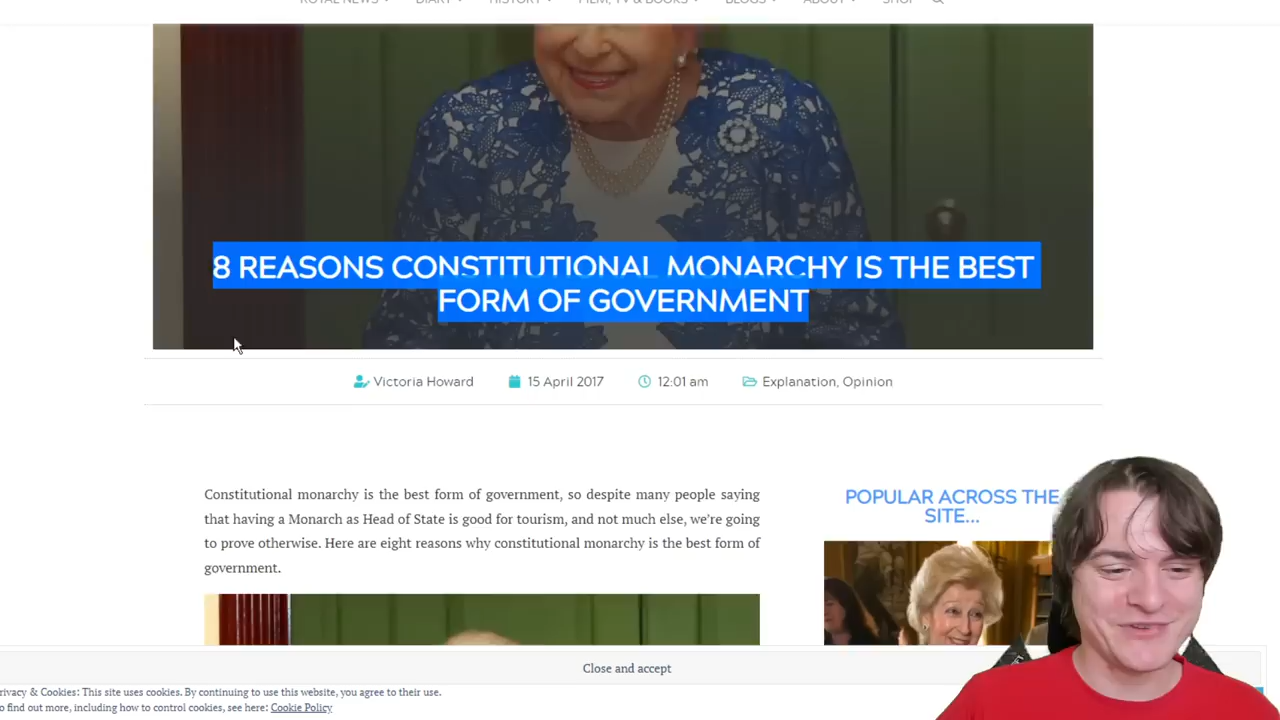 ROYAL NEWS DIARY HISTORY FILM, TV & BOOKS BLOGS ABOUT SHOP
8 REASONS CONSTITUTIONAL MONARCHY IS THE BEST
FORM OF GOVERNMENT
Victoria Howard 15 April 2017 12:01 am Explanation, Opinion
Constitutional monarchy is the best form of government, so despite many people saying
that having a Monarch as Head of State is good for tourism, and not much else, we're going
to prove otherwise. Here are eight reasons why constitutional monarchy is the best form of
government.
POPULAR ACROSS THE
SITE...
Close and accept
rivacy & Cookies: This site uses cookies. By continuing to use this website, you agree to their use.
o find out more, including how to control cookies, see here: Cookie Policy